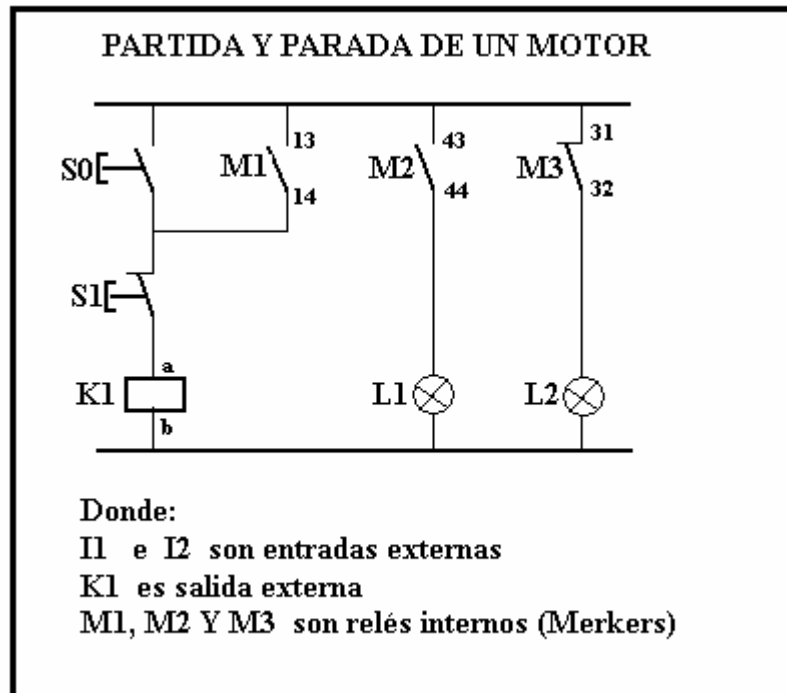 PARTIDA Y PARADA DE UN MOTOR
S0
M1
13
14
M2
43
44
M3
31
32
S1
K1
a
b
L1
L2
Donde:
I1 e I2 son entradas externas
K1 es salida externa
M1, M2 Y M3 son relés internos (Merkers)